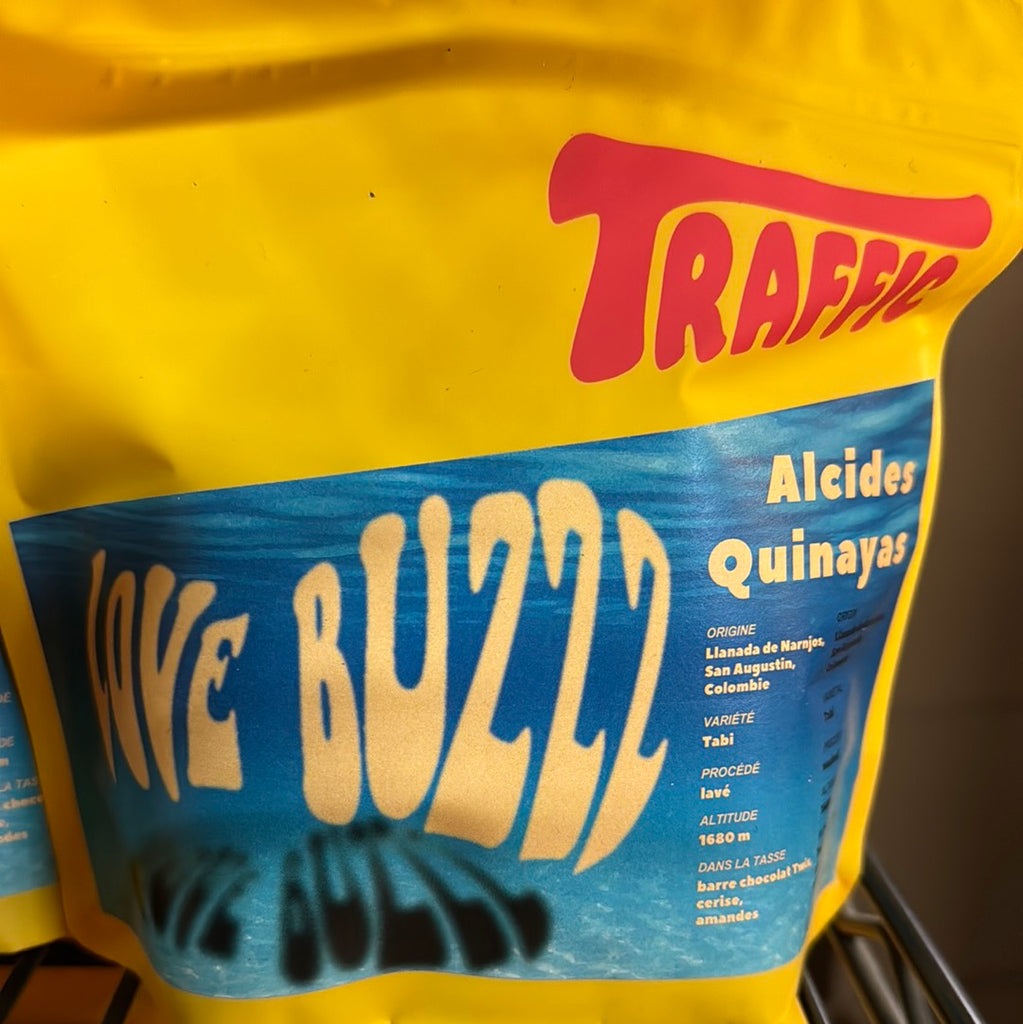 TRAFFIC
LOVE BUZZZ
Alcides
Quinayas
ORIGINE
Llanada de Narnjos,
San Augustin,
Colombie
VARIÉTÉ
Tabi
PROCÉDÉ
lavé
ALTITUDE
1680 m
DANS LA TASSE
barre chocolat Twix,
cerise,
amandes